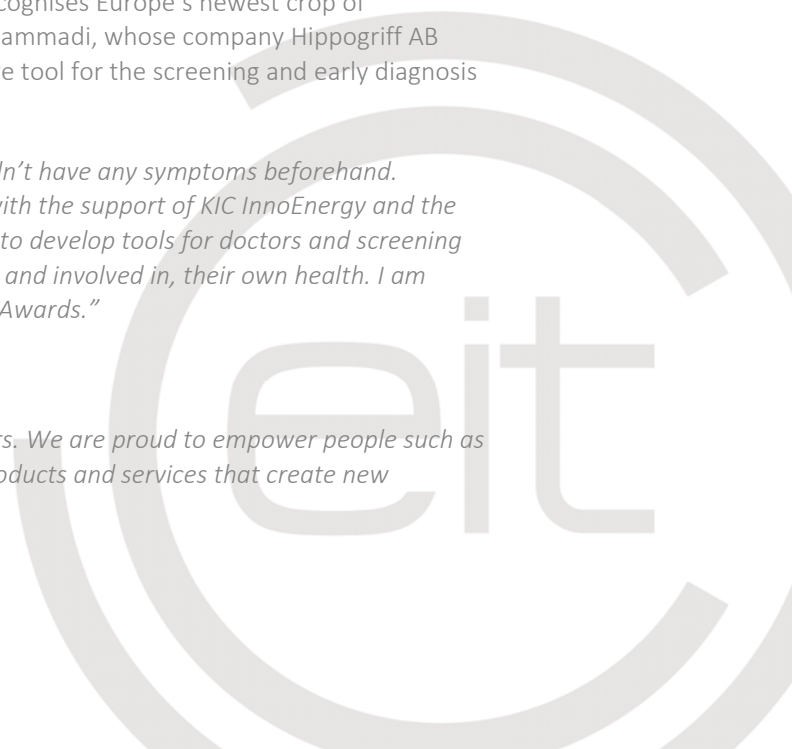 cognises Europe’s newest crop of
ammadi, whose company Hippogriff AB
e tool for the screening and early diagnosis
dn’t have any symptoms beforehand.
with the support of KIC InnoEnergy and the
to develop tools for doctors and screening
and involved in, their own health. I am
Awards.”
rs. We are proud to empower people such as
oducts and services that create new
eit